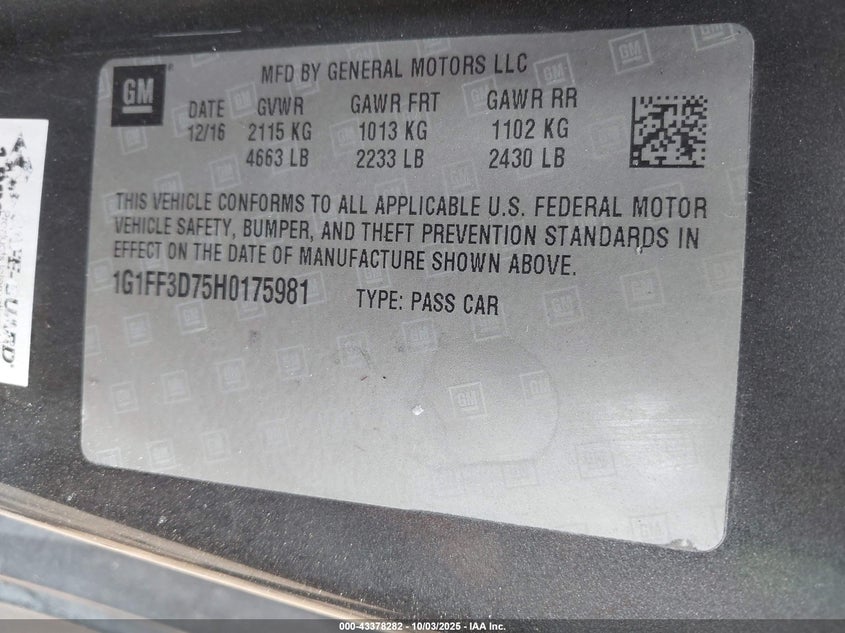 GM
MFD BY GENERAL MOTORS LLC
DATE GVWR GAWR FRT GAWR RR
12/16 2115 KG 1013 KG 1102 KG
4663 LB 2233 LB 2430 LB
THIS VEHICLE CONFORMS TO ALL APPLICABLE U.S. FEDERAL MOTOR
VEHICLE SAFETY, BUMPER, AND THEFT PREVENTION STANDARDS IN
EFFECT ON THE DATE OF MANUFACTURE SHOWN ABOVE.
1G1FF3D75H0175981 TYPE: PASS CAR
000-43378282 - 10/03/2025 - IAA Inc.